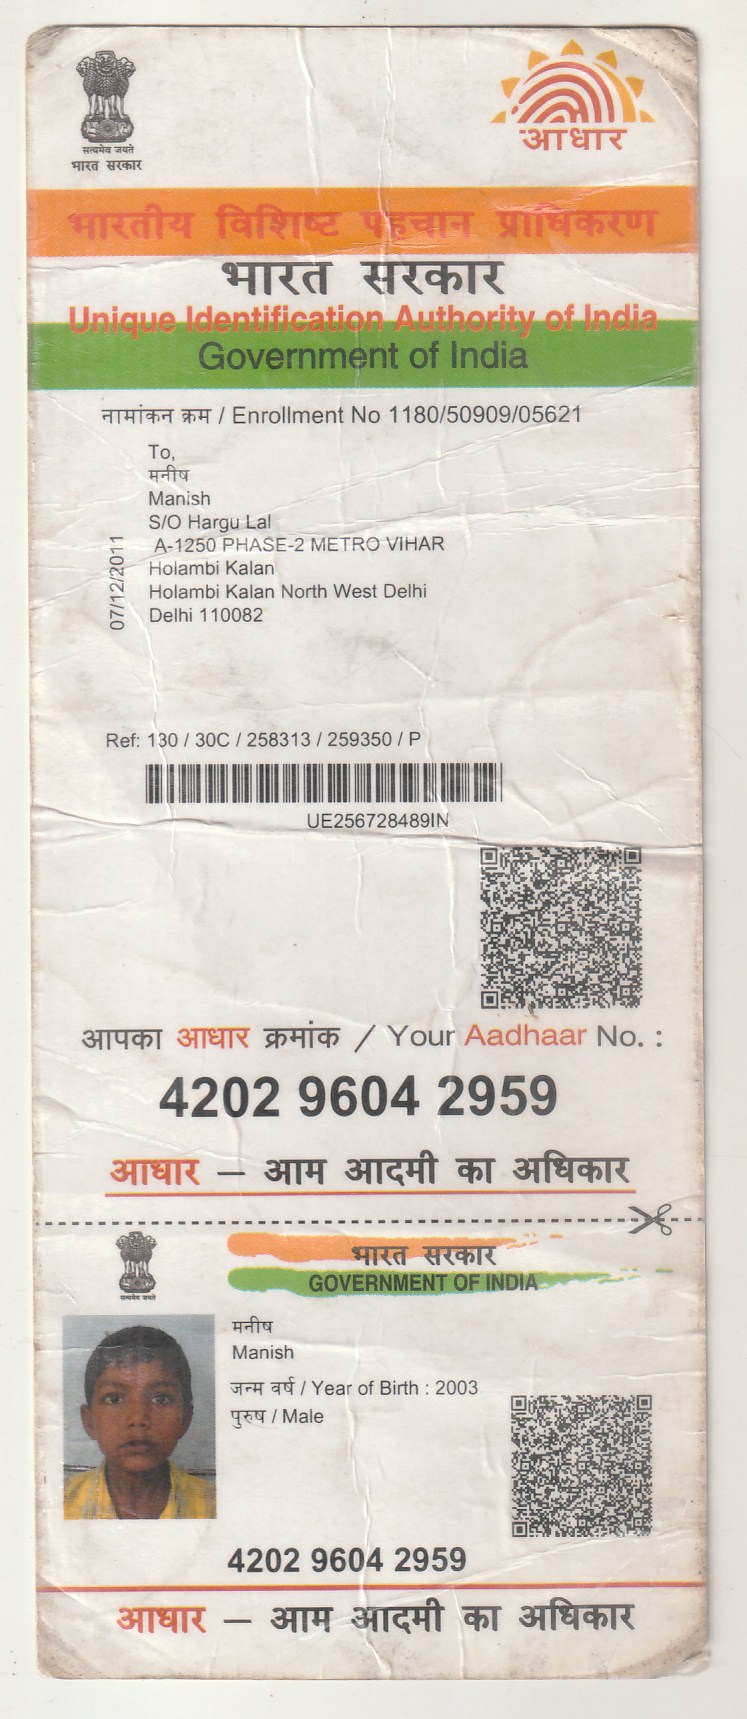 सत्यमेव जयते
भारत सरकार
आधार
भारतीय विशिष्ट पहचान प्राधिकरण
भारत सरकार
Unique Identification Authority of India
Government of India
नामांकन क्रम / Enrollment No 1180/50909/05621
To,
मनीष
Manish
S/O Hargu Lal
A-1250 PHASE-2 METRO VIHAR
Holambi Kalan
Holambi Kalan North West Delhi
Delhi 110082
07/12/2011
Ref: 130 / 30C / 258313 / 259350 / P
UE256728489IN
आपका आधार क्रमांक / Your Aadhaar No. :
4202 9604 2959
आधार — आम आदमी का अधिकार
सत्यमेव जयते
भारत सरकार
GOVERNMENT OF INDIA
मनीष
Manish
जन्म वर्ष / Year of Birth : 2003
पुरुष / Male
4202 9604 2959
आधार — आम आदमी का अधिकार